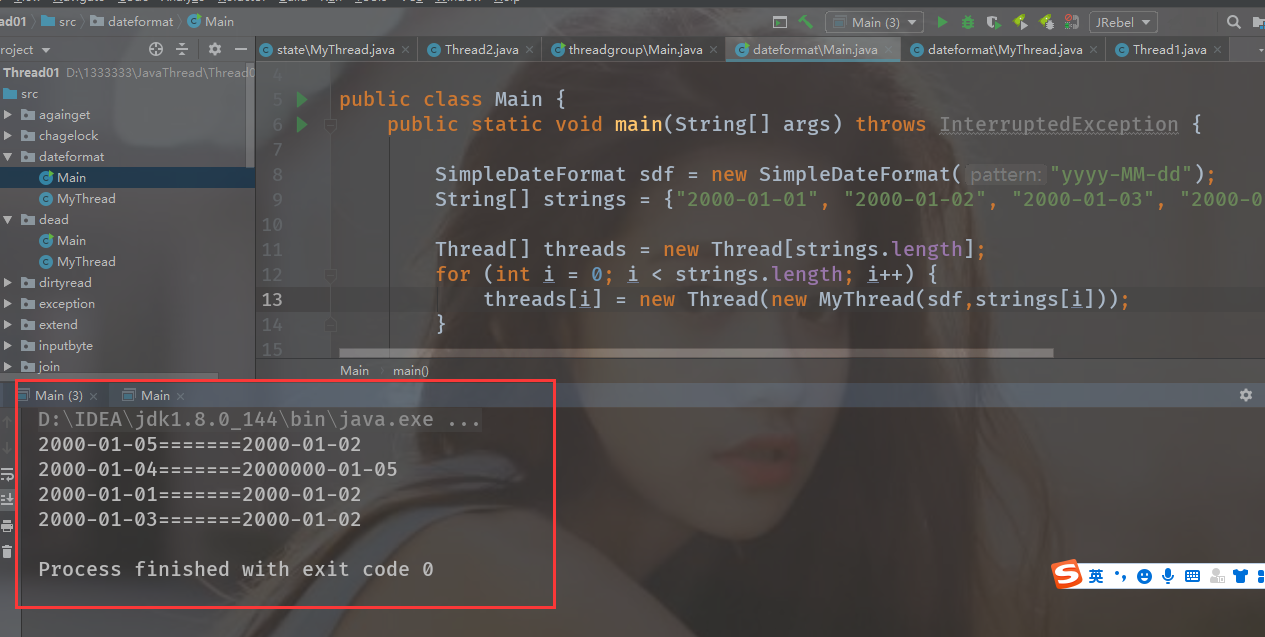 ad01 src dateformat Main
Main (3) JRebel
roject
state\MyThread.java Thread2.java threadgroup\Main.java dateformat\Main.java dateformat\MyThread.java Thread1.java
Thread01 D:\1333333\JavaThread\Thread0
src
againget
chagelock
dateformat
Main
MyThread
dead
Main
MyThread
dirtyread
exception
extend
inputbyte
join
4
5 public class Main {
6 public static void main(String[] args) throws InterruptedException {
7
8 SimpleDateFormat sdf = new SimpleDateFormat( pattern: "yyyy-MM-dd");
9 String[] strings = {"2000-01-01", "2000-01-02", "2000-01-03", "2000-0
10
11 Thread[] threads = new Thread[strings.length];
12 for (int i = 0; i < strings.length; i++) {
13 threads[i] = new Thread(new MyThread(sdf,strings[i]));
14 }
15
Main main()
Main (3) Main
D:\IDEA\jdk1.8.0_144\bin\java.exe ...
2000-01-05=======2000-01-02
2000-01-04=======2000000-01-05
2000-01-01=======2000-01-02
2000-01-03=======2000-01-02
Process finished with exit code 0
S 英